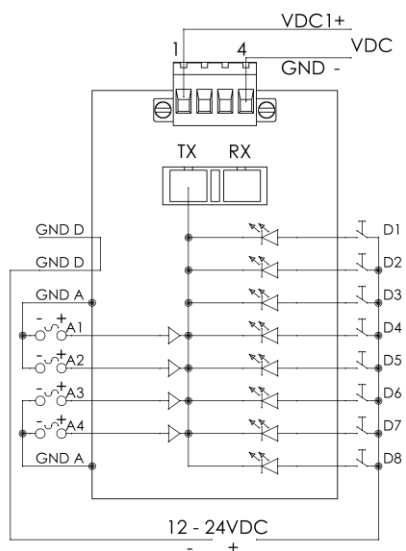 VDC1+
1 4 VDC
GND -
TX RX
GND D D1
GND D D2
GND A D3
- + A1 D4
- + A2 D5
- + A3 D6
- + A4 D7
GND A D8
12 - 24VDC
- +